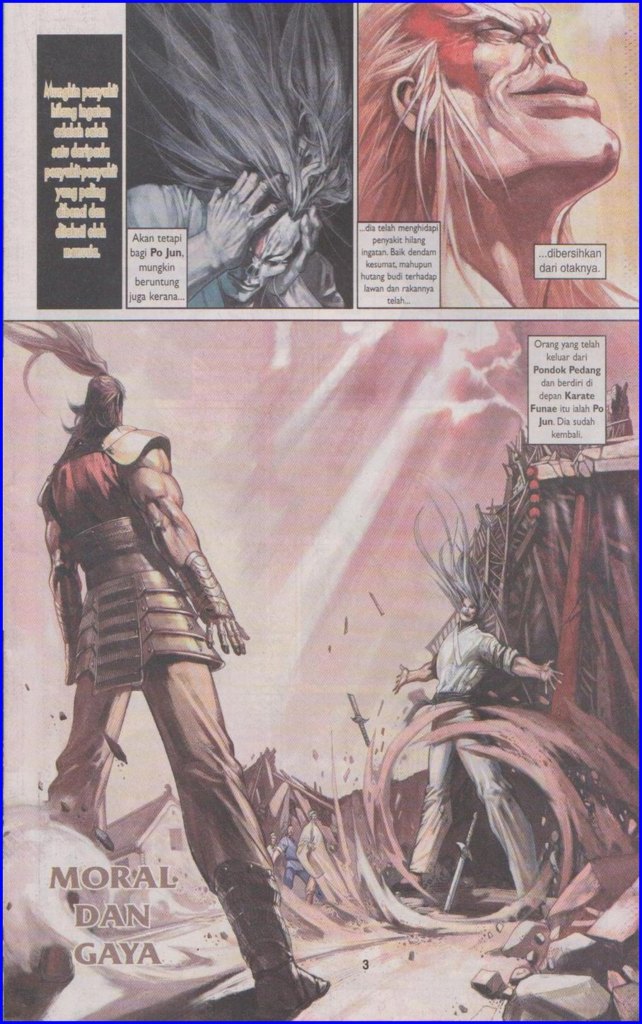 Mungkin penyakit
hilang ingatan
adalah salah
satu daripada
penyakit-penyakit
yang paling
dibenci dan
ditakuti oleh
manusia.
Akan tetapi
bagi Po Jun,
mungkin
beruntung
juga kerana...
...dia telah menghidapi
penyakit hilang
ingatan. Baik dendam
kesumat, mahupun
hutang budi terhadap
lawan dan rakannya
telah...
...dibersihkan
dari otaknya.
Orang yang telah
keluar dari
Pondok Pedang
dan berdiri di
depan Karate
Funae itu ialah Po
Jun. Dia sudah
kembali.
MORAL
DAN
GAYA
3